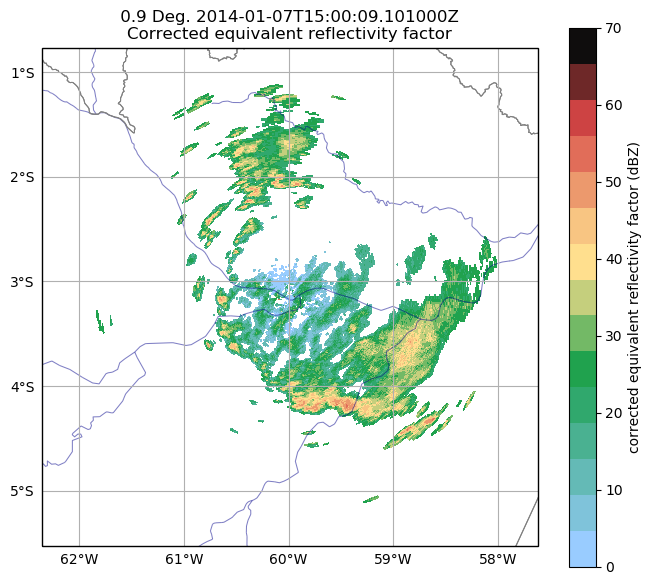 0.9 Deg. 2014-01-07T15:00:09.101000Z
Corrected equivalent reflectivity factor
1°S
2°S
3°S
4°S
5°S
62°W
61°W
60°W
59°W
58°W
70
60
50
40
30
20
10
0
corrected equivalent reflectivity factor (dBZ)